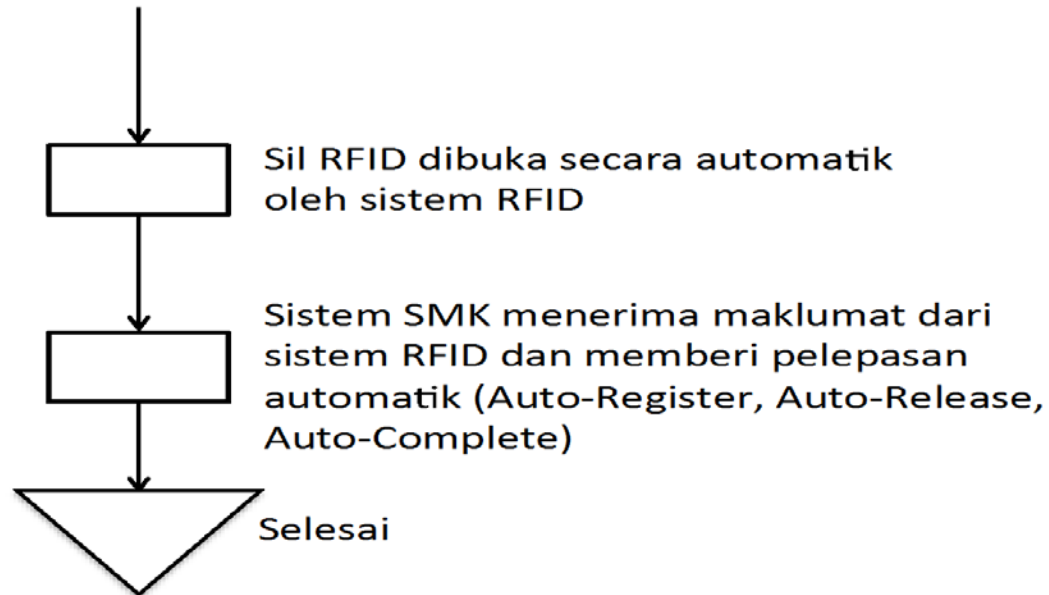 Sil RFID dibuka secara automatik
oleh sistem RFID
Sistem SMK menerima maklumat dari
sistem RFID dan memberi pelepasan
automatik (Auto-Register, Auto-Release,
Auto-Complete)
Selesai